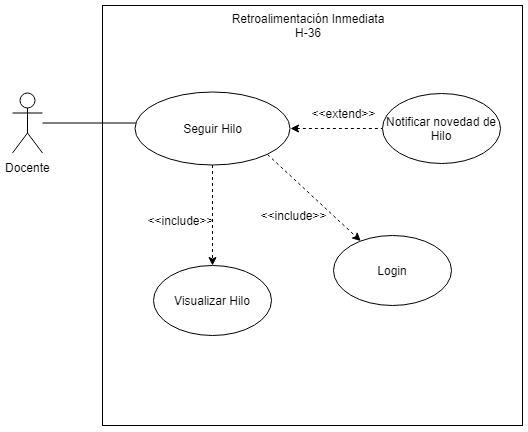 Retroalimentación Inmediata
H-36
<<extend>>
Seguir Hilo
Notificar novedad de
Hilo
Docente
<<include>>
<<include>>
Login
Visualizar Hilo